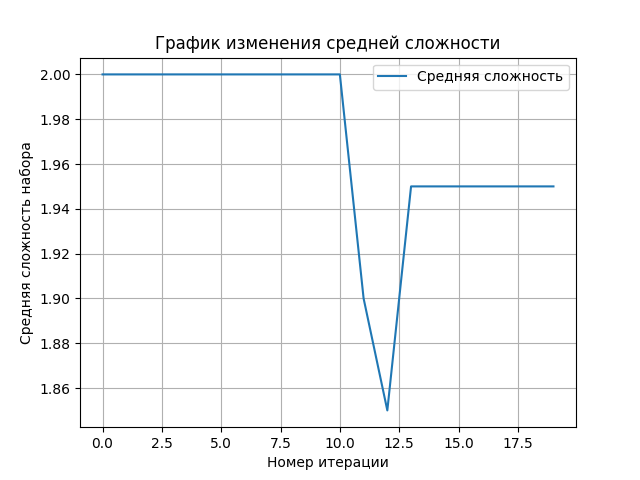 График изменения средней сложности
Средняя сложность
Средняя сложность набора
2.00
1.98
1.96
1.94
1.92
1.90
1.88
1.86
0.0 2.5 5.0 7.5 10.0 12.5 15.0 17.5
Номер итерации